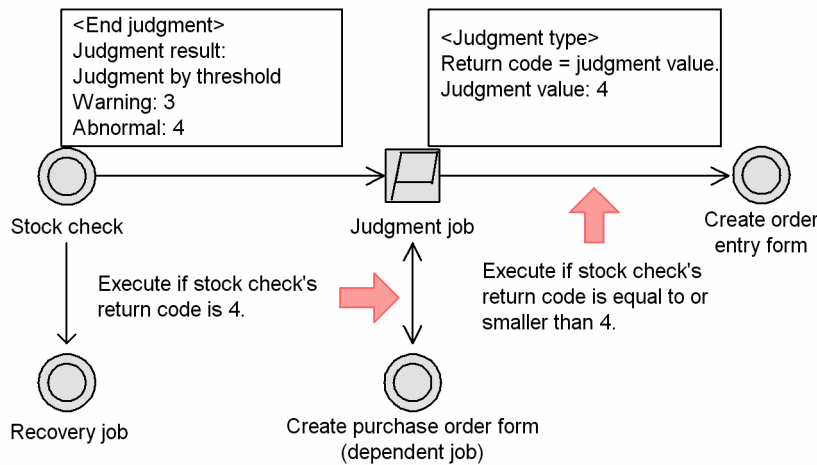 <End judgment>
Judgment result:
Judgment by threshold
Warning: 3
Abnormal: 4
<Judgment type>
Return code = judgment value.
Judgment value: 4
Stock check
Judgment job
Create order
entry form
Execute if stock check's
return code is 4.
Execute if stock check's
return code is equal to or
smaller than 4.
Recovery job
Create purchase order form
(dependent job)